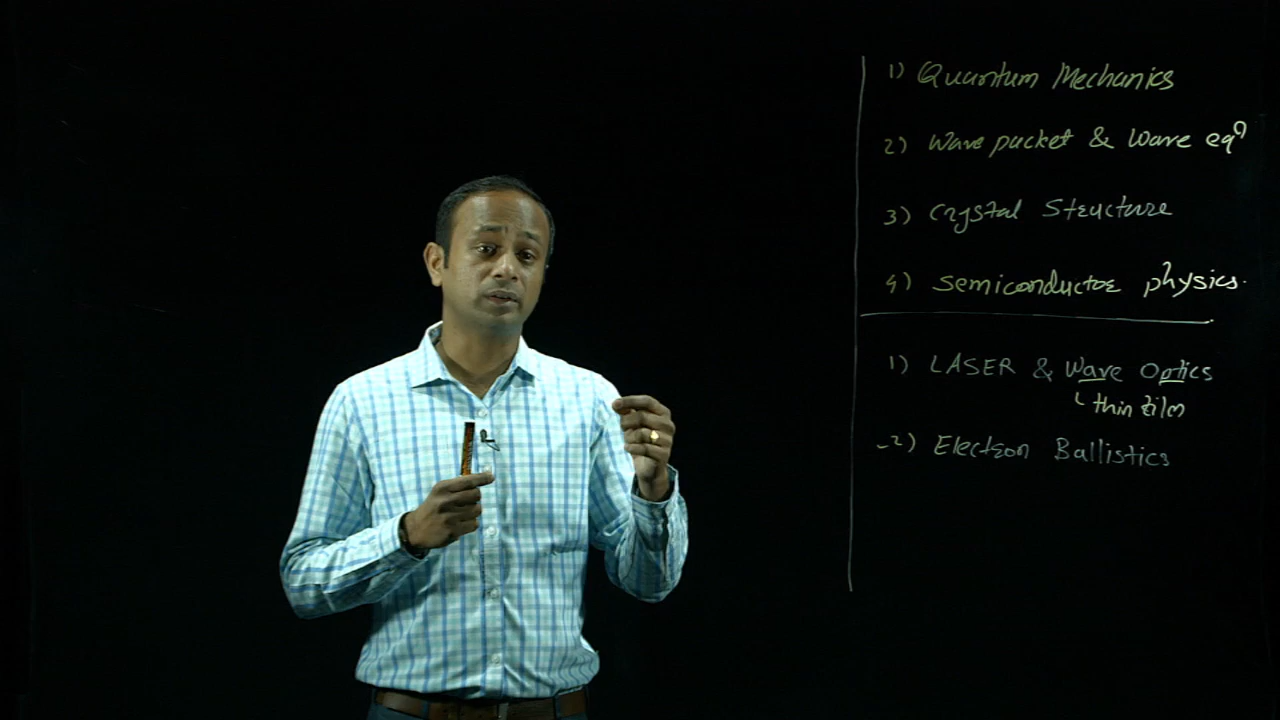 1) Quantum Mechanics
2) Wave packet & Wave eqn
3) Crystal Structure
4) Semiconductor physics.
1) LASER & Wave Optics
thin film
2) Electron Ballistics